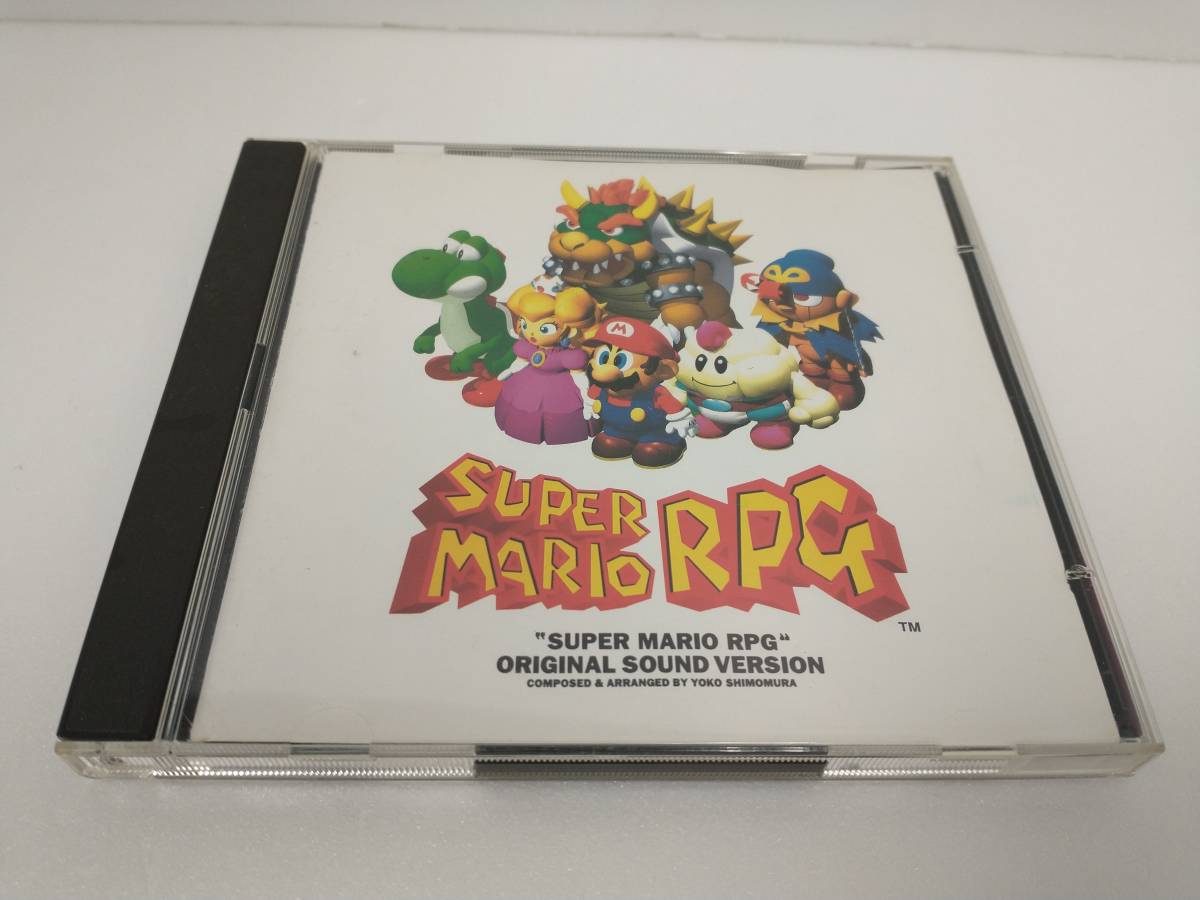 M
SUPER
MARIO RPG
TM
"SUPER MARIO RPG"
ORIGINAL SOUND VERSION
COMPOSED & ARRANGED BY YOKO SHIMOMURA